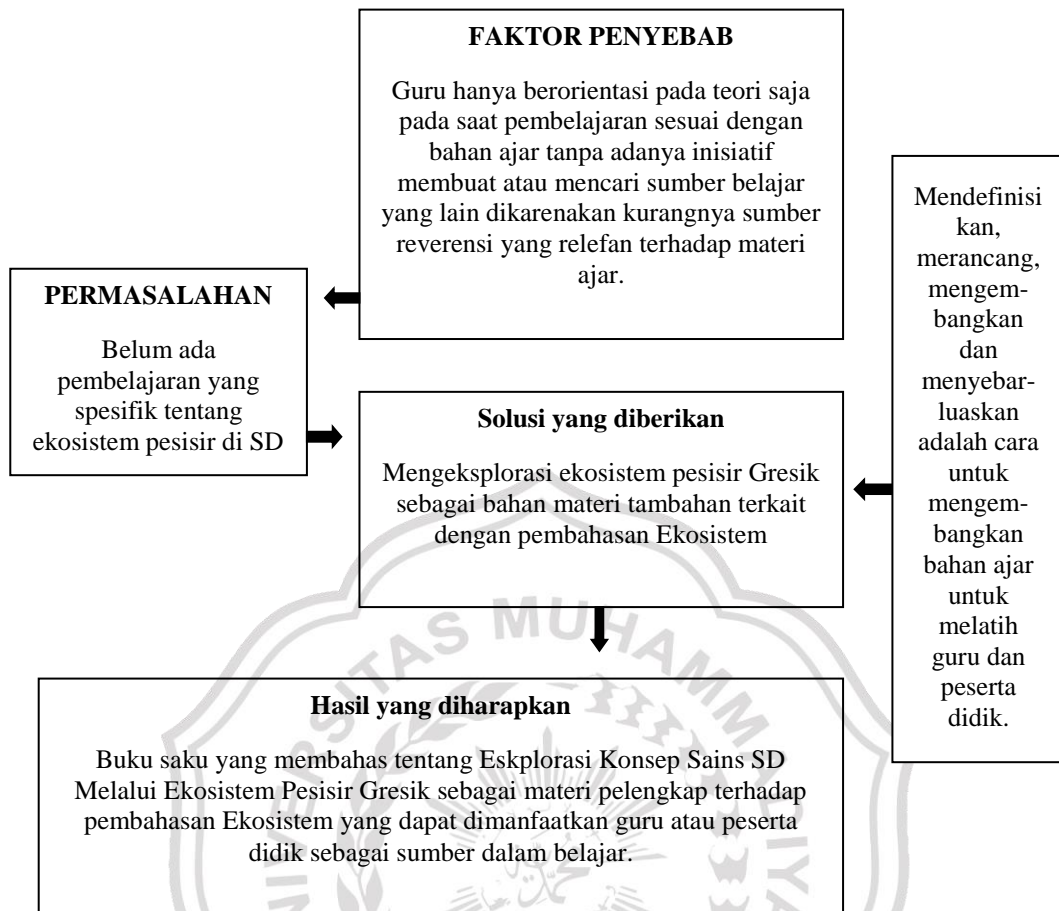 FAKTOR PENYEBAB
Guru hanya berorientasi pada teori saja
pada saat pembelajaran sesuai dengan
bahan ajar tanpa adanya inisiatif
membuat atau mencari sumber belajar
yang lain dikarenakan kurangnya sumber
reverensi yang relefan terhadap materi
ajar.
PERMASALAHAN
Belum ada
pembelajaran yang
spesifik tentang
ekosistem pesisir di SD
Solusi yang diberikan
Mengeksplorasi ekosistem pesisir Gresik
sebagai bahan materi tambahan terkait
dengan pembahasan Ekosistem
Mendefinisi
kan,
merancang,
mengem-
bangkan
dan
menyebar-
luaskan
adalah cara
untuk
mengem-
bangkan
bahan ajar
untuk
melatih
guru dan
peserta
didik.
Hasil yang diharapkan
Buku saku yang membahas tentang Eskplorasi Konsep Sains SD
Melalui Ekosistem Pesisir Gresik sebagai materi pelengkap terhadap
pembahasan Ekosistem yang dapat dimanfaatkan guru atau peserta
didik sebagai sumber dalam belajar.